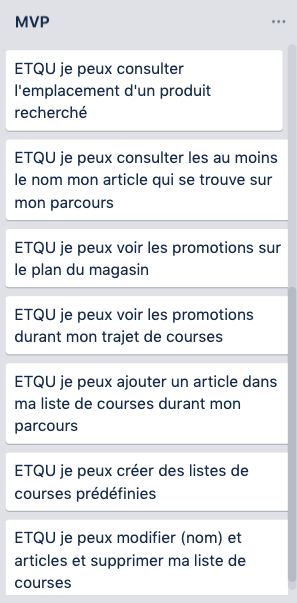 MVP
ETQU je peux consulter
l'emplacement d'un produit
recherché
ETQU je peux consulter les au moins
le nom mon article qui se trouve sur
mon parcours
ETQU je peux voir les promotions sur
le plan du magasin
ETQU je peux voir les promotions
durant mon trajet de courses
ETQU je peux ajouter un article dans
ma liste de courses durant mon
parcours
ETQU je peux créer des listes de
courses prédéfinies
ETQU je peux modifier (nom) et
articles et supprimer ma liste de
courses